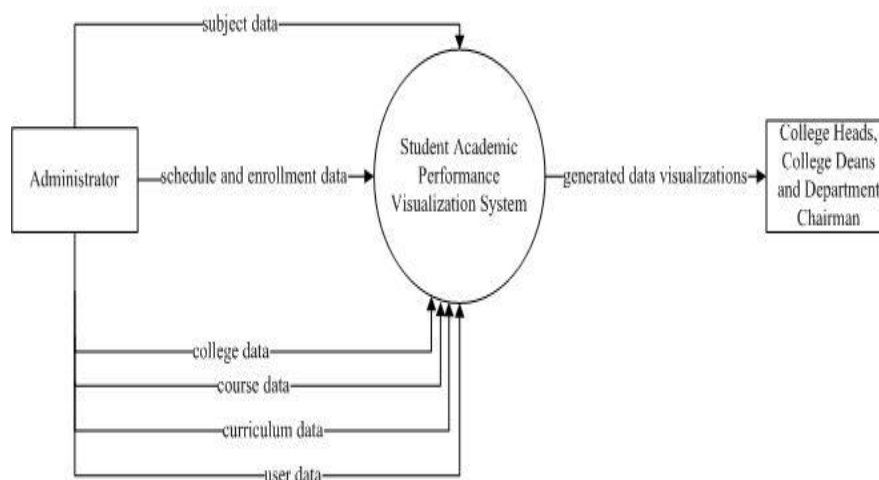 subject data
Administrator
schedule and enrollment data
Student Academic
Performance
Visualization System
generated data visualizations
College Heads,
College Deans
and Department
Chairman
college data
course data
curriculum data
user data